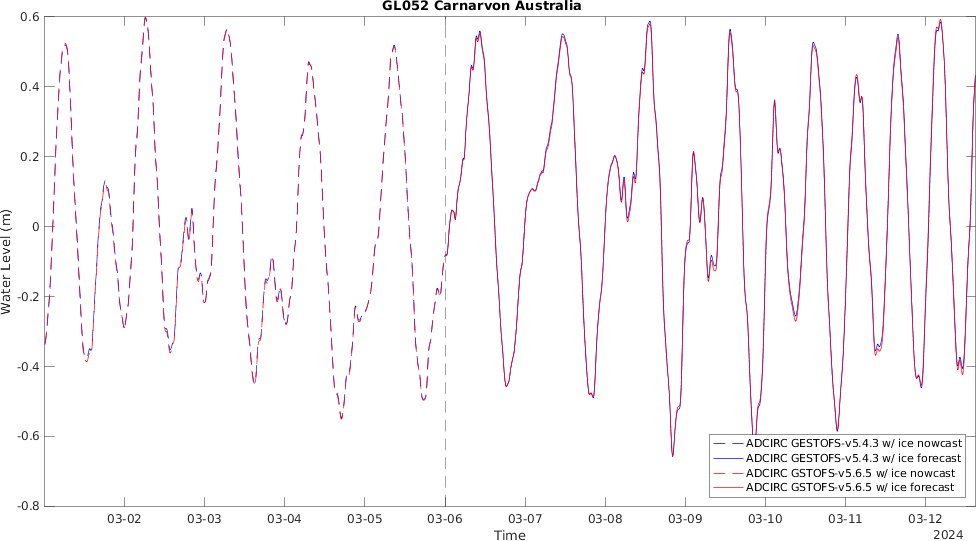 GL052 Carnarvon Australia
0.6
0.4
0.2
0
-0.2
-0.4
-0.6
-0.8
Water Level (m)
ADCIRC GESTOFS-v5.4.3 w/ ice nowcast
ADCIRC GESTOFS-v5.4.3 w/ ice forecast
ADCIRC GSTOFS-v5.6.5 w/ ice nowcast
ADCIRC GSTOFS-v5.6.5 w/ ice forecast
03-02 03-03 03-04 03-05 03-06 03-07 03-08 03-09 03-10 03-11 03-12
Time
2024